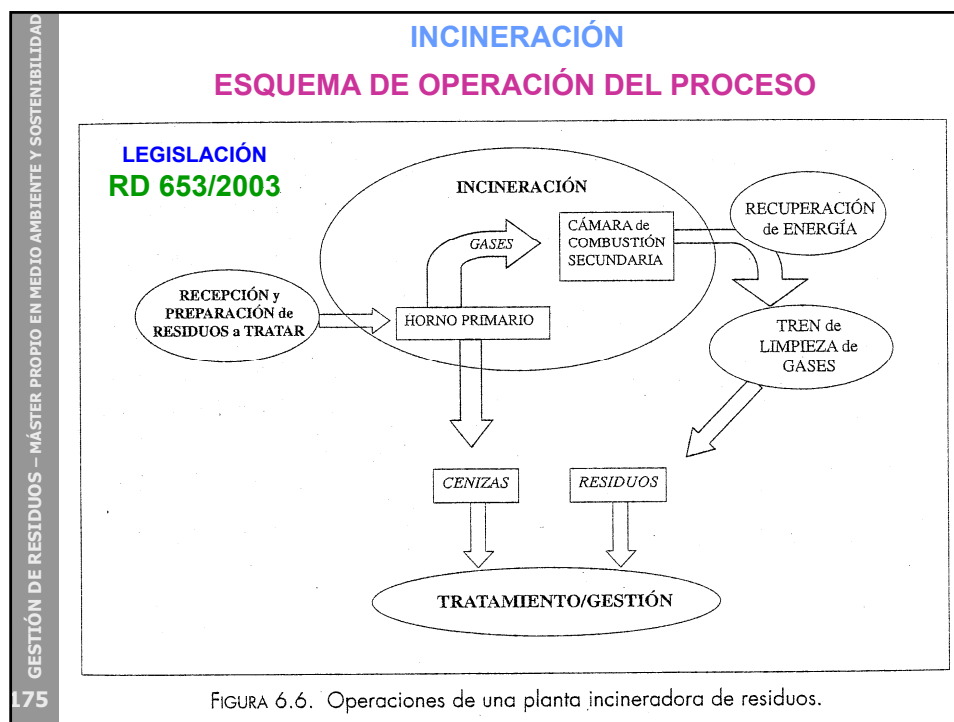 INCINERACIÓN
ESQUEMA DE OPERACIÓN DEL PROCESO
LEGISLACIÓN
RD 653/2003
INCINERACIÓN
GASES
CÁMARA de
COMBUSTIÓN
SECUNDARIA
RECUPERACIÓN
de ENERGÍA
RECEPCIÓN y
PREPARACIÓN de
RESIDUOS a TRATAR
HORNO PRIMARIO
TREN de
LIMPIEZA de
GASES
CENIZAS
RESIDUOS
TRATAMIENTO/GESTIÓN
FIGURA 6.6. Operaciones de una planta incineradora de residuos.
GESTIÓN DE RESIDUOS – MÁSTER PROPIO EN MEDIO AMBIENTE Y SOSTENIBILIDAD
175